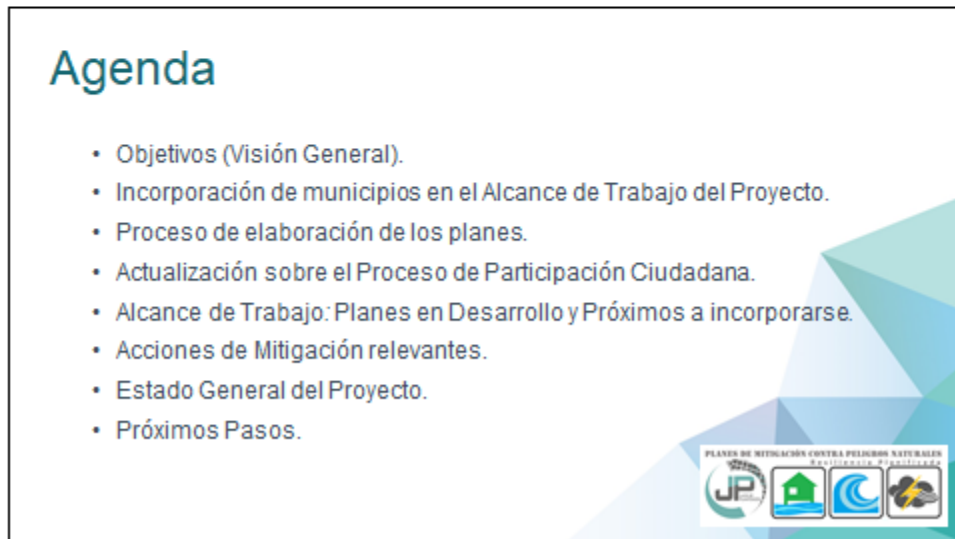 Agenda
• Objetivos (Visión General).
• Incorporación de municipios en el Alcance de Trabajo del Proyecto.
• Proceso de elaboración de los planes.
• Actualización sobre el Proceso de Participación Ciudadana.
• Alcance de Trabajo: Planes en Desarrollo y Próximos a incorporarse.
• Acciones de Mitigación relevantes.
• Estado General del Proyecto.
• Próximos Pasos.
PLANES DE MITIGACIÓN CONTRA PELIGROS NATURALES
Resiliencia Planificada
JP